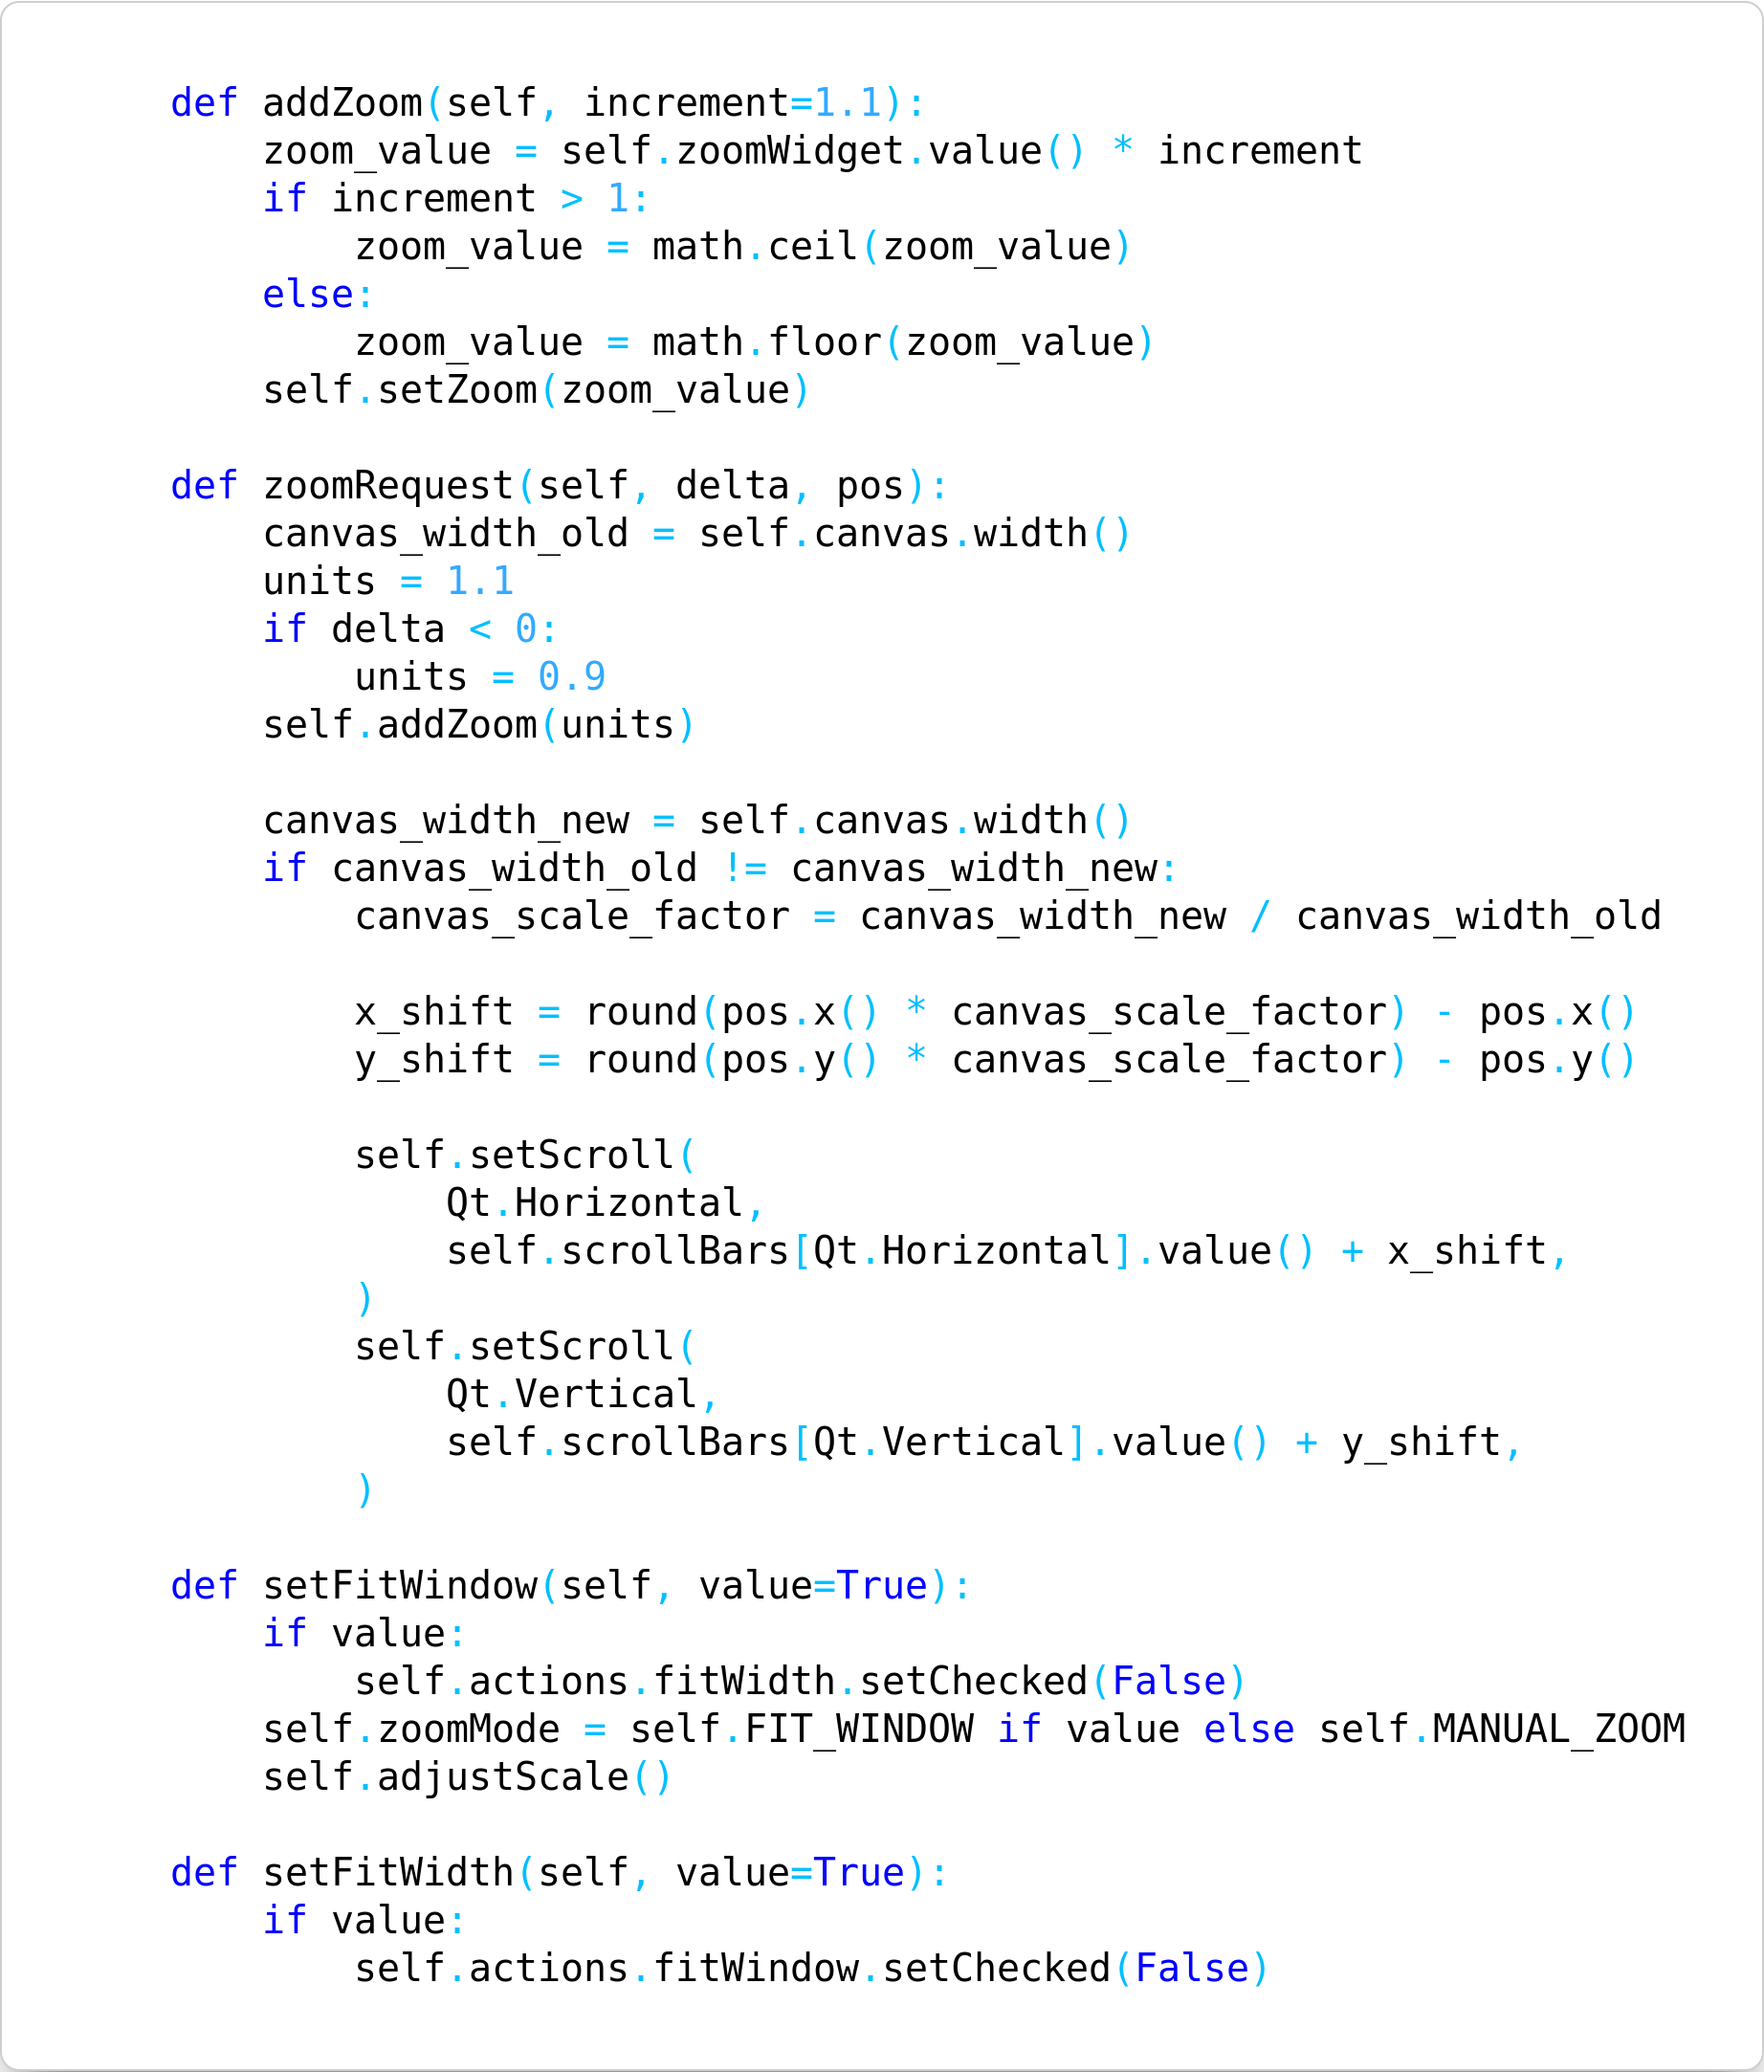 def addZoom(self, increment=1.1):
    zoom_value = self.zoomWidget.value() * increment
    if increment > 1:
        zoom_value = math.ceil(zoom_value)
    else:
        zoom_value = math.floor(zoom_value)
    self.setZoom(zoom_value)

def zoomRequest(self, delta, pos):
    canvas_width_old = self.canvas.width()
    units = 1.1
    if delta < 0:
        units = 0.9
    self.addZoom(units)

    canvas_width_new = self.canvas.width()
    if canvas_width_old != canvas_width_new:
        canvas_scale_factor = canvas_width_new / canvas_width_old

        x_shift = round(pos.x() * canvas_scale_factor) - pos.x()
        y_shift = round(pos.y() * canvas_scale_factor) - pos.y()

        self.setScroll(
            Qt.Horizontal,
            self.scrollBars[Qt.Horizontal].value() + x_shift,
        )
        self.setScroll(
            Qt.Vertical,
            self.scrollBars[Qt.Vertical].value() + y_shift,
        )

def setFitWindow(self, value=True):
    if value:
        self.actions.fitWidth.setChecked(False)
    self.zoomMode = self.FIT_WINDOW if value else self.MANUAL_ZOOM
    self.adjustScale()

def setFitWidth(self, value=True):
    if value:
        self.actions.fitWindow.setChecked(False)